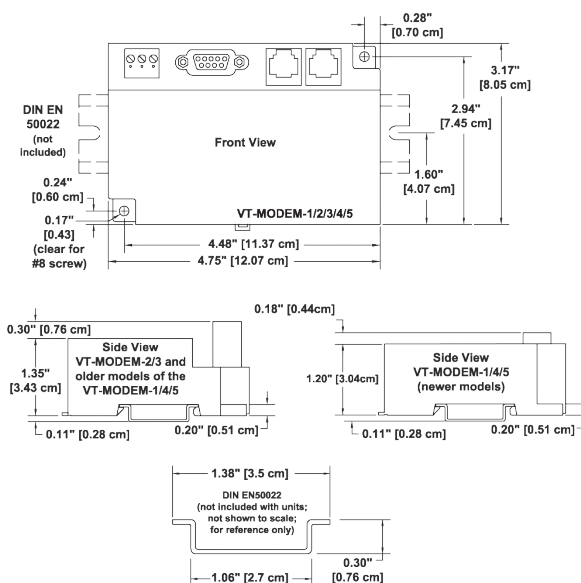 0.28"
[0.70 cm]
3.17"
[8.05 cm]
2.94"
[7.45 cm]
DIN EN
50022
(not
included)
Front View
1.60"
[4.07 cm]
0.24"
[0.60 cm]
0.17"
[0.43]
(clear for
#8 screw)
VT-MODEM-1/2/3/4/5
4.48" [11.37 cm]
4.75" [12.07 cm]
0.30" [0.76 cm]
Side View
VT-MODEM-2/3 and
older models of the
VT-MODEM-1/4/5
1.35"
[3.43 cm]
0.11" [0.28 cm]
0.20" [0.51 cm]
0.18" [0.44cm]
Side View
VT-MODEM-1/4/5
(newer models)
1.20" [3.04cm]
0.11" [0.28 cm]
0.20" [0.51 cm]
1.38" [3.5 cm]
DIN EN50022
(not included with units;
not shown to scale;
for reference only)
0.30"
[0.76 cm]
1.06" [2.7 cm]